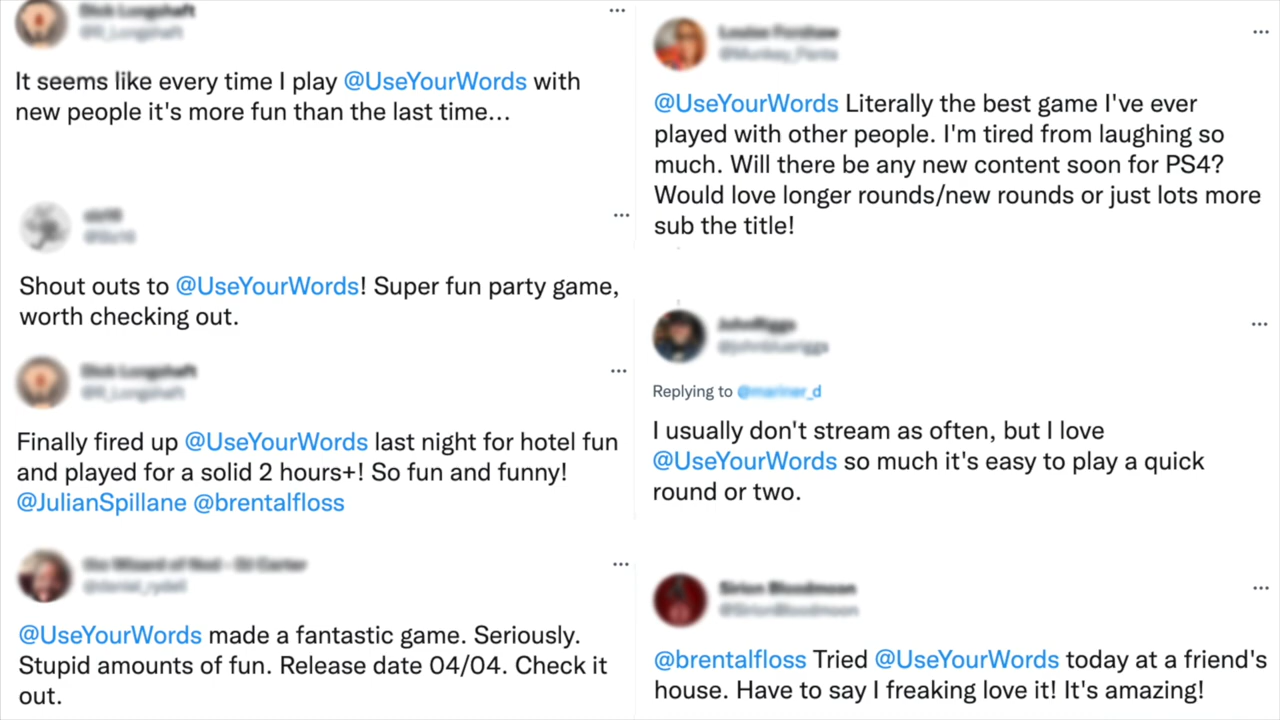 It seems like every time I play @UseYourWords with
new people it's more fun than the last time...
Shout outs to @UseYourWords! Super fun party game,
worth checking out.
Finally fired up @UseYourWords last night for hotel fun
and played for a solid 2 hours+! So fun and funny!
@JulianSpillane @brentalfloss
@UseYourWords made a fantastic game. Seriously.
Stupid amounts of fun. Release date 04/04. Check it
out.
@UseYourWords Literally the best game I've ever
played with other people. I'm tired from laughing so
much. Will there be any new content soon for PS4?
Would love longer rounds/new rounds or just lots more
sub the title!
Replying to
I usually don't stream as often, but I love
@UseYourWords so much it's easy to play a quick
round or two.
@brentalfloss Tried @UseYourWords today at a friend's
house. Have to say I freaking love it! It's amazing!